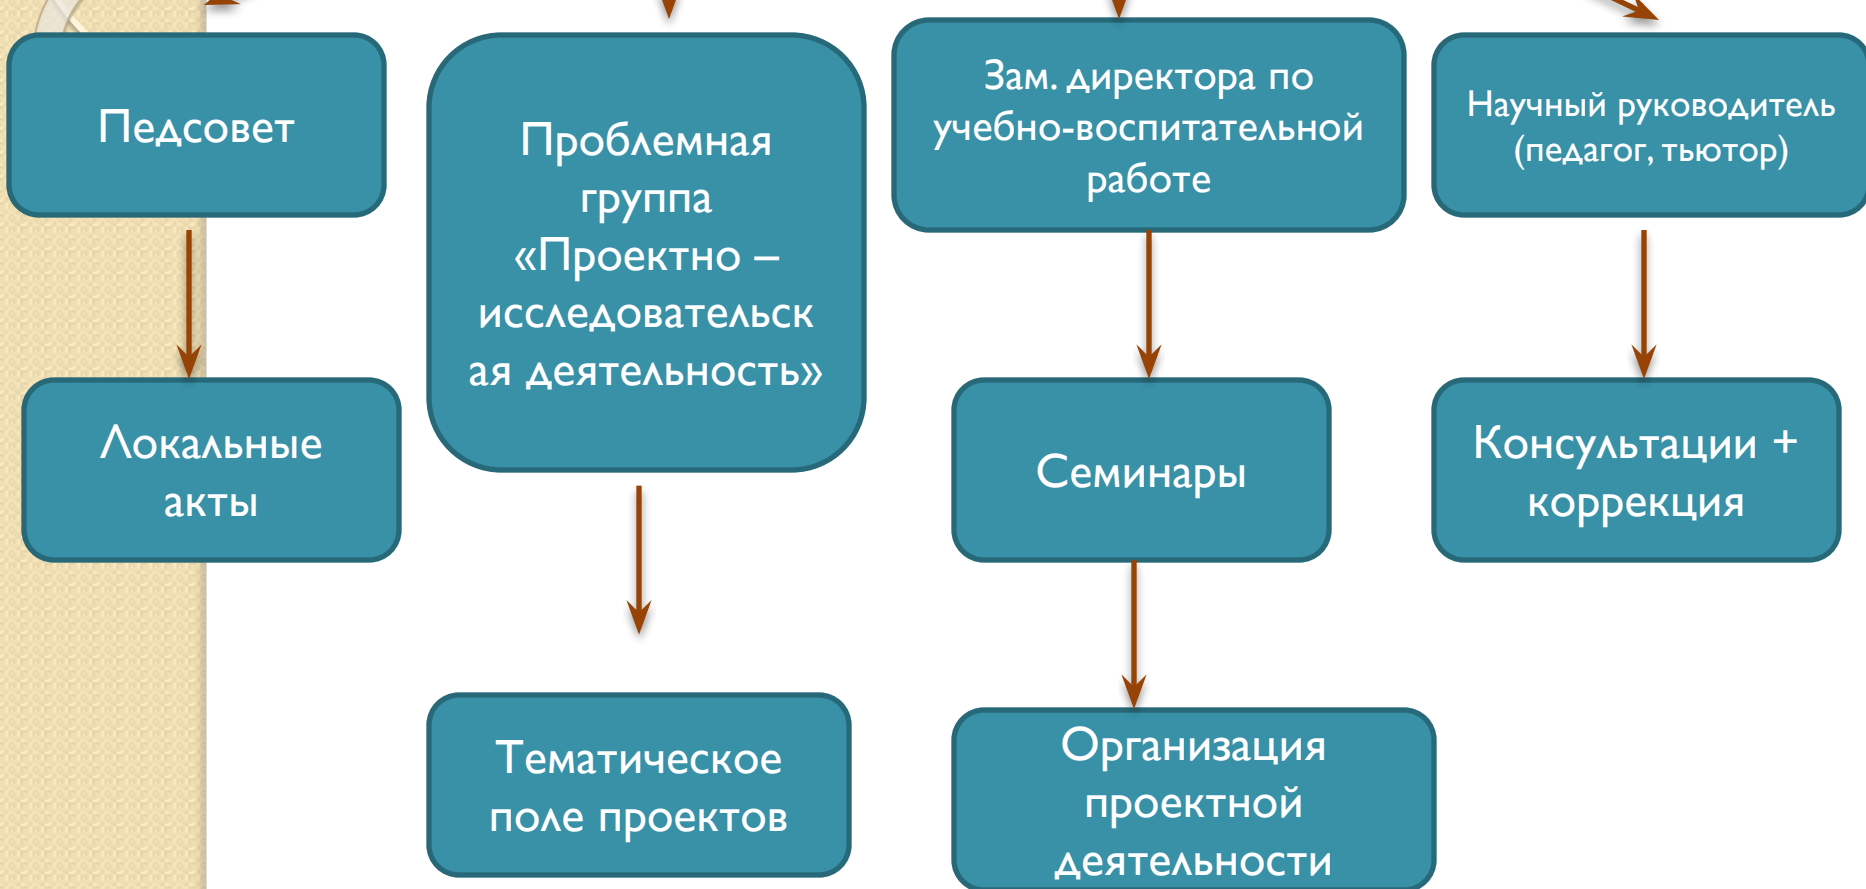 Педсовет
Проблемная
группа
«Проектно –
исследовательск
ая деятельность»
Зам. директора по
учебно-воспитательной
работе
Научный руководитель
(педагог, тьютор)
Локальные
акты
Семинары
Консультации +
коррекция
Тематическое
поле проектов
Организация
проектной
деятельности